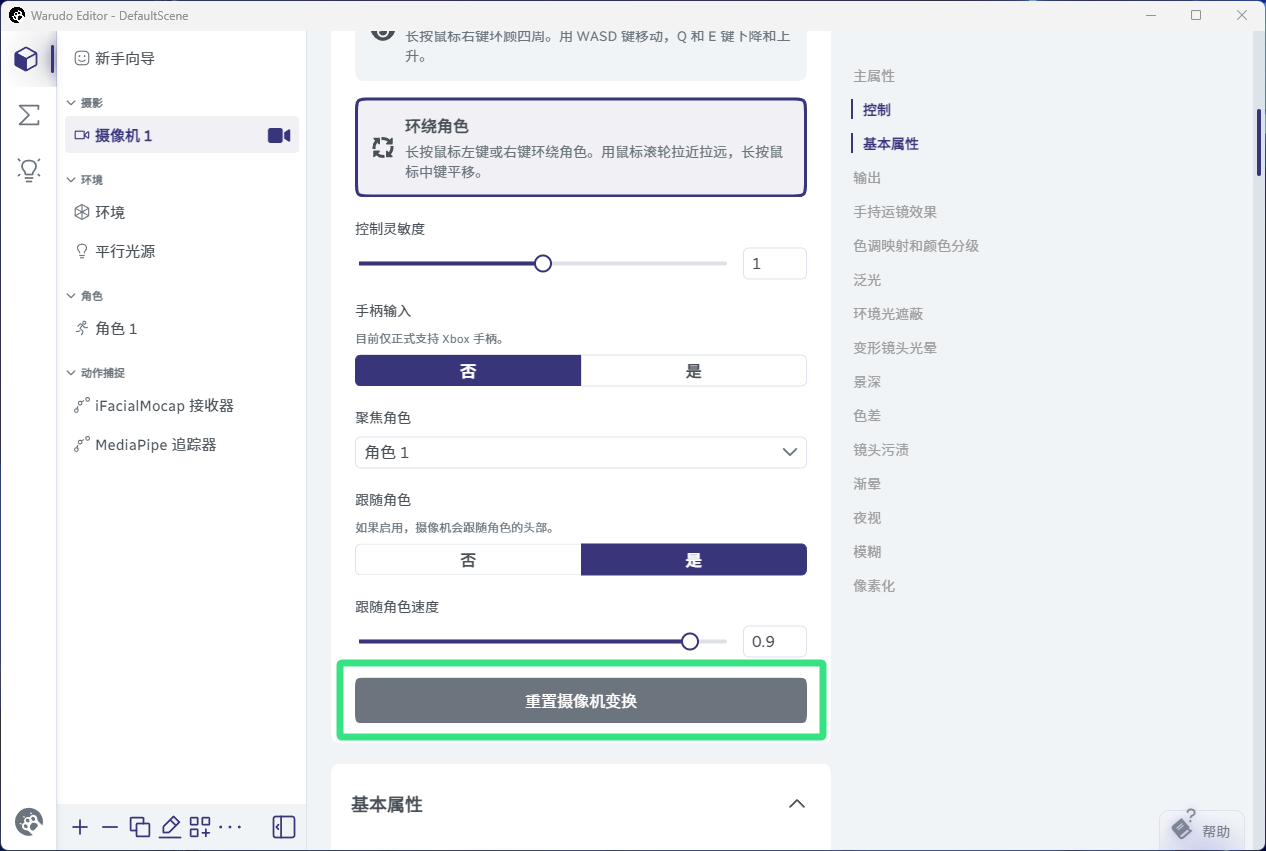 Warudo Editor - DefaultScene
新手向导
摄影
摄像机 1
环境
环境
平行光源
角色
角色 1
动作捕捉
iFacialMocap 接收器
MediaPipe 追踪器
长按鼠标右键环顾四周。用 WASD 键移动，Q 和 E 键下降和上
升。
环绕角色
长按鼠标左键或右键环绕角色。用鼠标滚轮拉近拉远，长按鼠
标中键平移。
控制灵敏度
1
手柄输入
目前仅正式支持 Xbox 手柄。
否
是
聚焦角色
角色 1
跟随角色
如果启用，摄像机会跟随角色的头部。
否
是
跟随角色速度
0.9
重置摄像机变换
基本属性
主属性
控制
基本属性
输出
手持运镜效果
色调映射和颜色分级
泛光
环境光遮蔽
变形镜头光晕
景深
色差
镜头污渍
渐晕
夜视
模糊
像素化
帮助